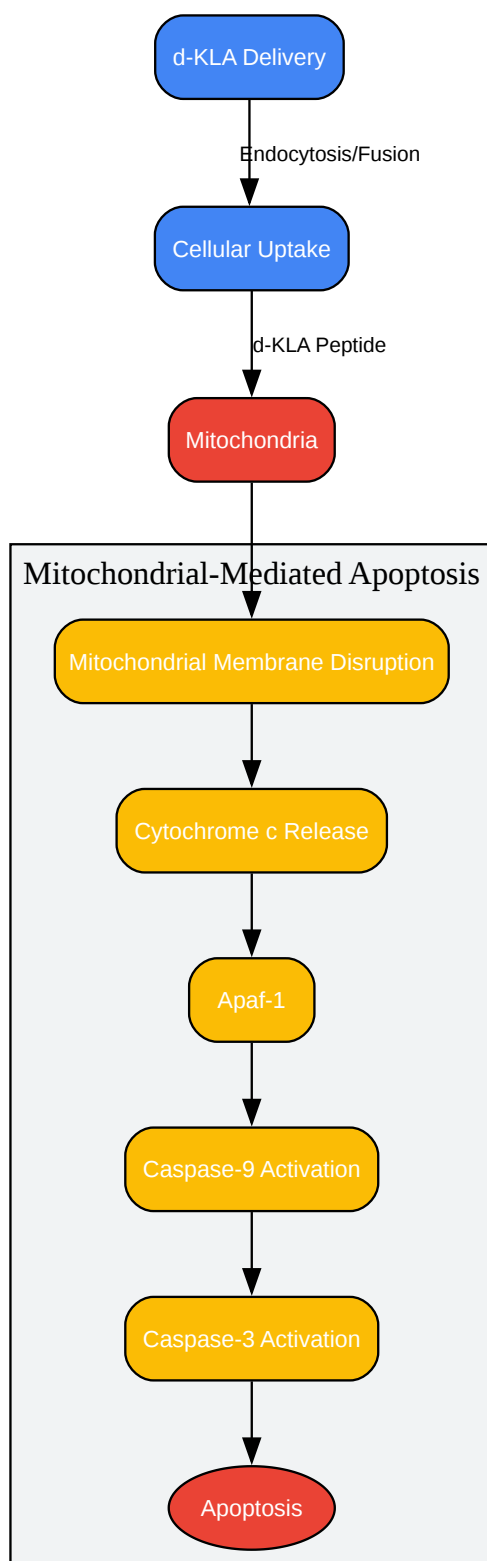 d-KLA Delivery
Endocytosis/Fusion
Cellular Uptake
d-KLA Peptide
Mitochondria
Mitochondrial-Mediated Apoptosis
Mitochondrial Membrane Disruption
Cytochrome c Release
Apaf-1
Caspase-9 Activation
Caspase-3 Activation
Apoptosis